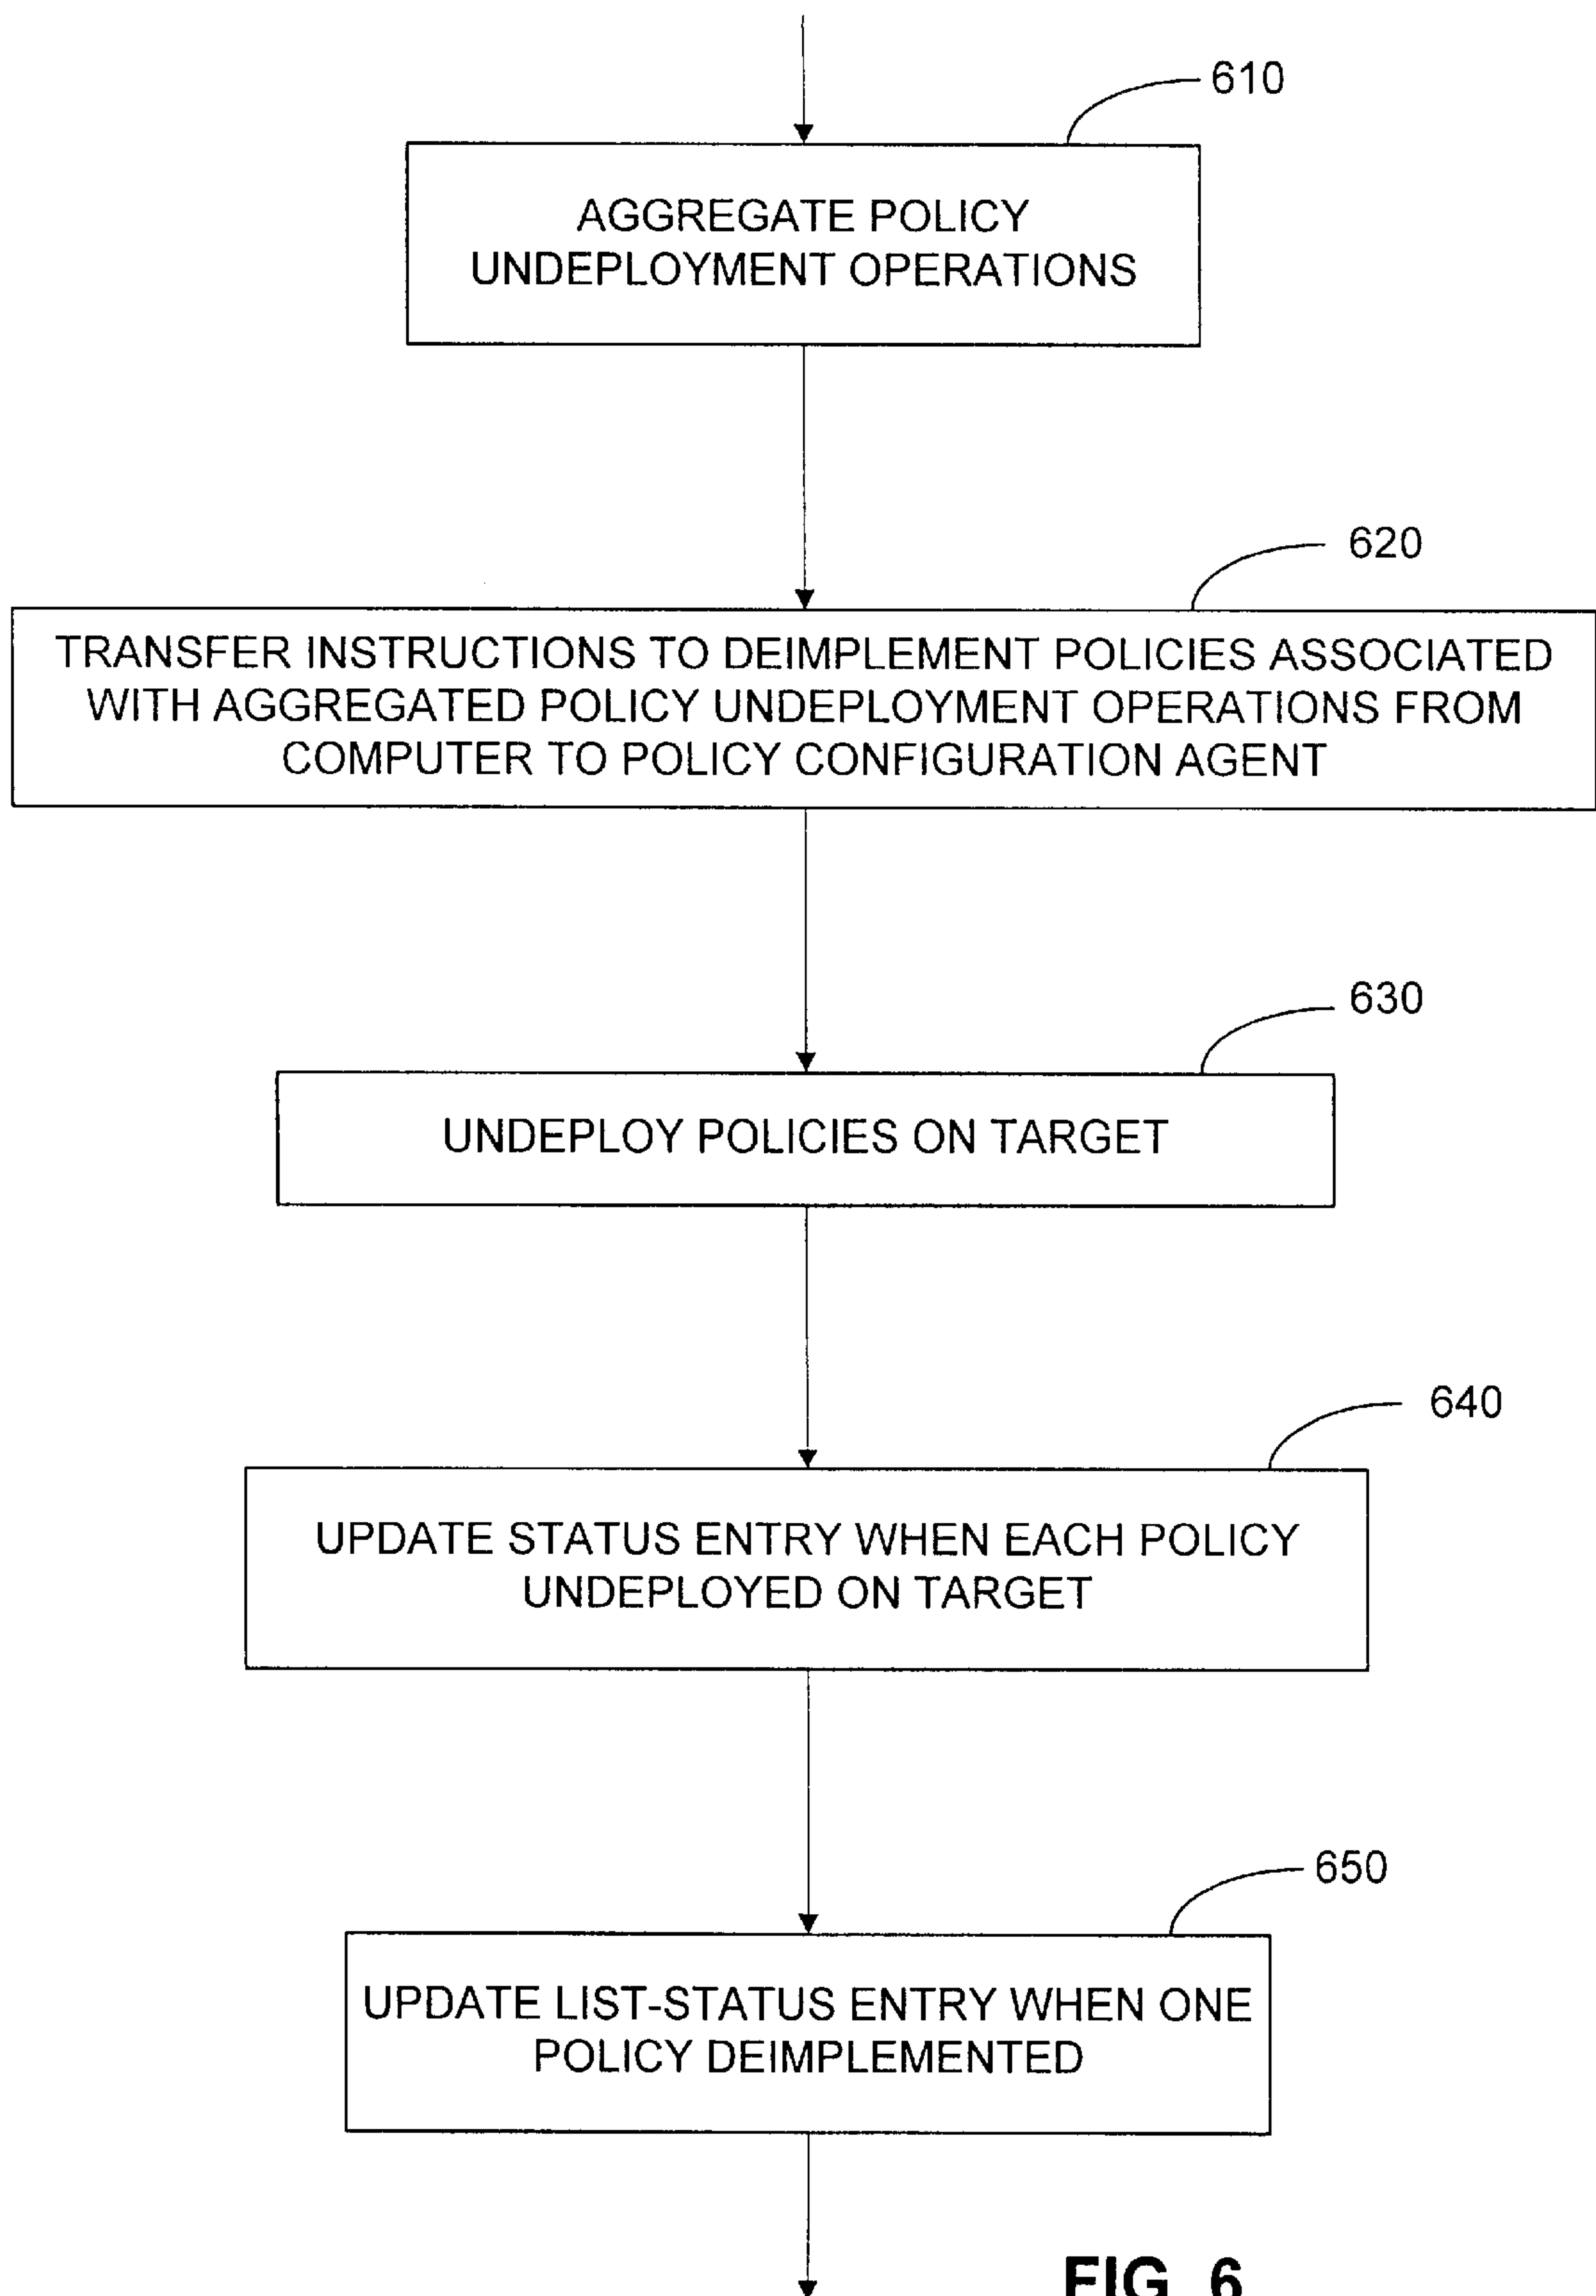 610
AGGREGATE POLICY
UNDEPLOYMENT OPERATIONS
620
TRANSFER INSTRUCTIONS TO DEIMPLEMENT POLICIES ASSOCIATED
WITH AGGREGATED POLICY UNDEPLOYMENT OPERATIONS FROM
COMPUTER TO POLICY CONFIGURATION AGENT
630
UNDEPLOY POLICIES ON TARGET
640
UPDATE STATUS ENTRY WHEN EACH POLICY
UNDEPLOYED ON TARGET
650
UPDATE LIST-STATUS ENTRY WHEN ONE
POLICY DEIMPLEMENTED
FIG. 6